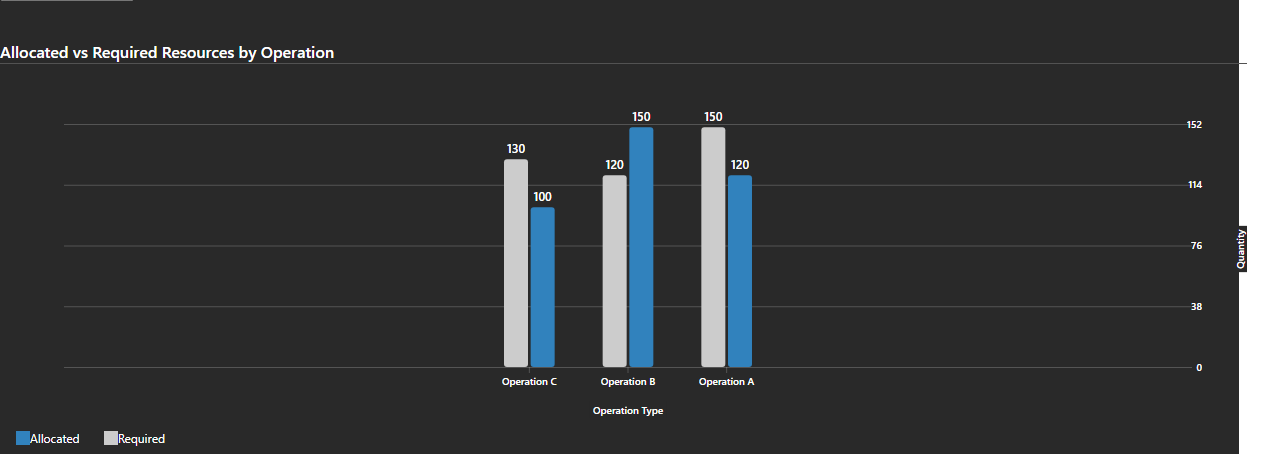 Allocated vs Required Resources by Operation
150 150
152
130
120 120
114
100
76
Quantity
38
0
Operation C Operation B Operation A
Operation Type
Allocated Required